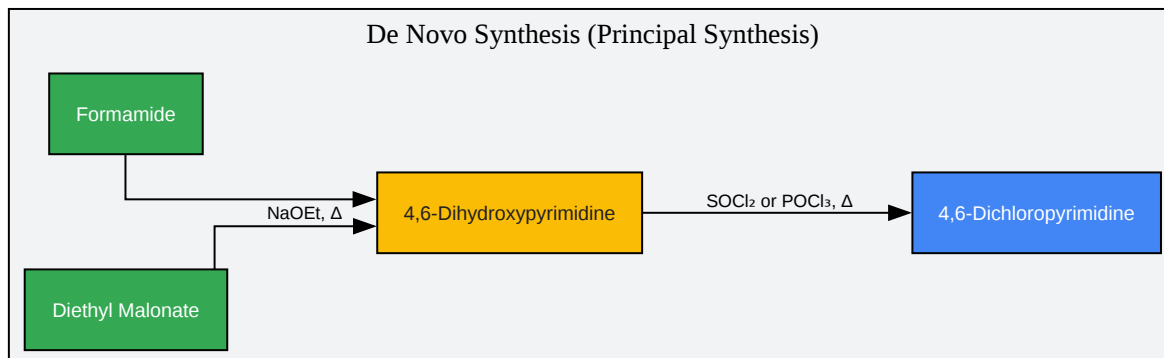 De Novo Synthesis (Principal Synthesis)
Formamide
NaOEt, Δ
4,6-Dihydroxypyrimidine
SOCl₂ or POCl₃, Δ
4,6-Dichloropyrimidine
Diethyl Malonate